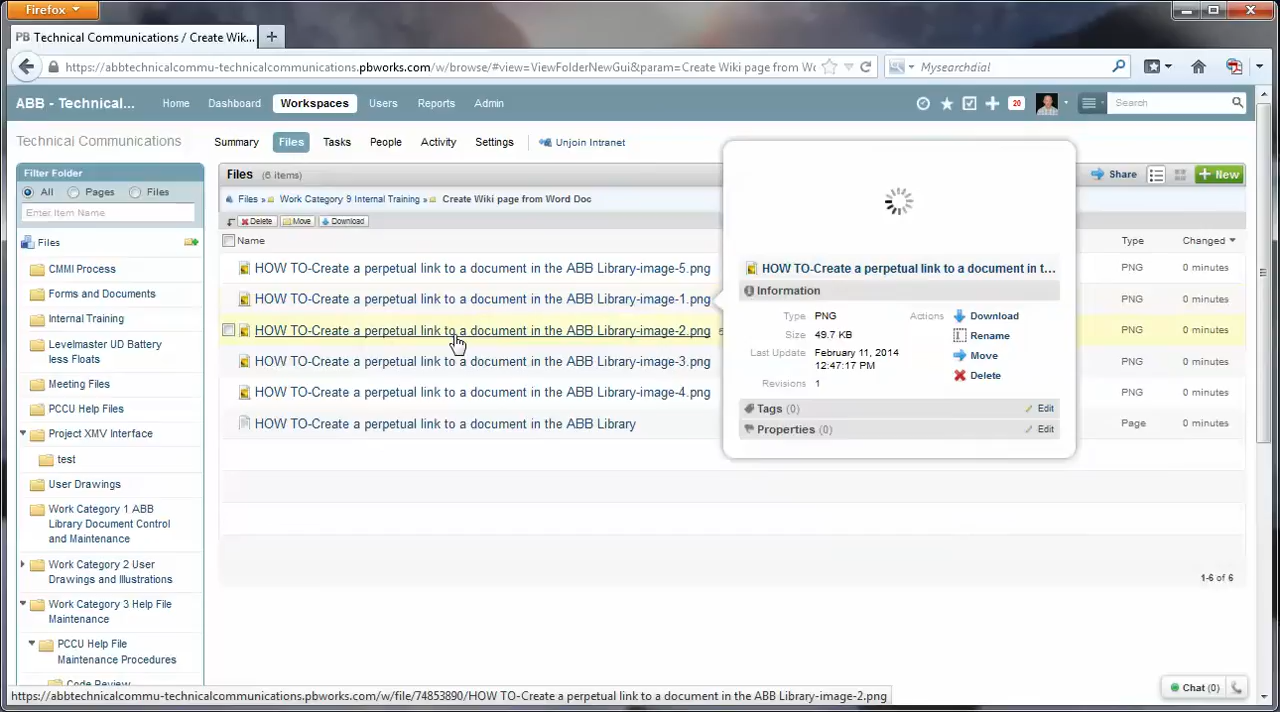 Firefox
PB Technical Communications / Create Wik...
https://abbtechnicalcommu-technicalcommunications.pbworks.com/w/browse/#view=ViewFolderNewGui&param=Create Wiki page from Wo
Mysearchdial
ABB - Technical...
Home
Dashboard
Workspaces
Users
Reports
Admin
20
Search
Technical Communications
Summary
Files
Tasks
People
Activity
Settings
Unjoin Intranet
Filter Folder
All
Pages
Files
Enter Item Name
Files
CMMI Process
Forms and Documents
Internal Training
Levelmaster UD Battery
less Floats
Meeting Files
PCCU Help Files
Project XMV Interface
test
User Drawings
Work Category 1 ABB
Library Document Control
and Maintenance
Work Category 2 User
Drawings and Illustrations
Work Category 3 Help File
Maintenance
PCCU Help File
Maintenance Procedures
Code Review
Files (6 items)
Share
New
Files » Work Category 9 Internal Training » Create Wiki page from Word Doc
Delete
Move
Download
Name
Type
Changed
HOW TO-Create a perpetual link to a document in the ABB Library-image-5.png
PNG
0 minutes
HOW TO-Create a perpetual link to a document in the ABB Library-image-1.png
PNG
0 minutes
HOW TO-Create a perpetual link to a document in the ABB Library-image-2.png
PNG
0 minutes
HOW TO-Create a perpetual link to a document in the ABB Library-image-3.png
PNG
0 minutes
HOW TO-Create a perpetual link to a document in the ABB Library-image-4.png
PNG
0 minutes
HOW TO-Create a perpetual link to a document in the ABB Library
Page
0 minutes
1-6 of 6
HOW TO-Create a perpetual link to a document in t...
Information
Type PNG
Size 49.7 KB
Last Update February 11, 2014
12:47:17 PM
Revisions 1
Actions
Download
Rename
Move
Delete
Tags (0)
Edit
Properties (0)
Edit
Chat (0)
https://abbtechnicalcommu-technicalcommunications.pbworks.com/w/file/74853890/HOW TO-Create a perpetual link to a document in the ABB Library-image-2.png